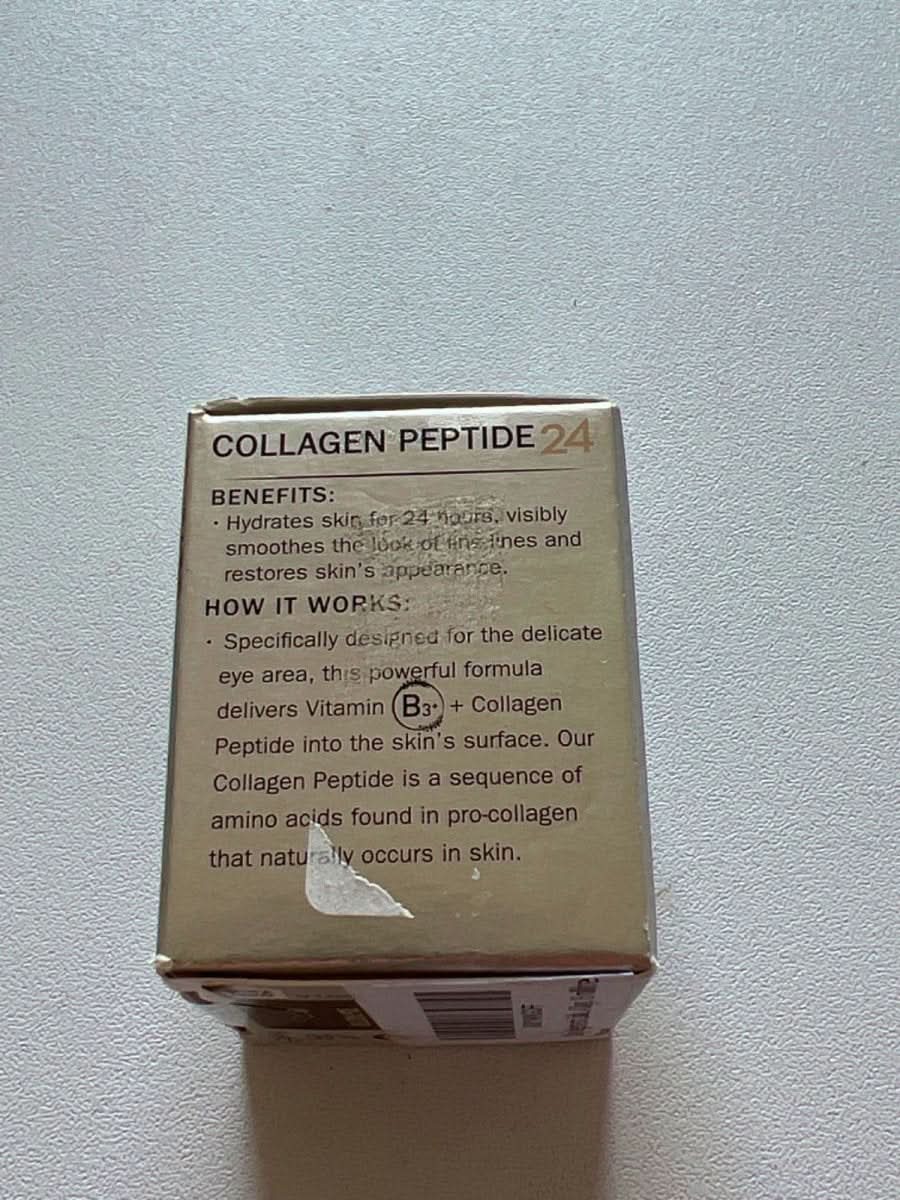 COLLAGEN PEPTIDE 24
BENEFITS:
· Hydrates skin for 24 hours, visibly
smoothes the look of fine lines and
restores skin's appearance.
HOW IT WORKS:
· Specifically designed for the delicate
eye area, this powerful formula
delivers Vitamin B3+ + Collagen
Peptide into the skin's surface. Our
Collagen Peptide is a sequence of
amino acids found in pro-collagen
that naturally occurs in skin.